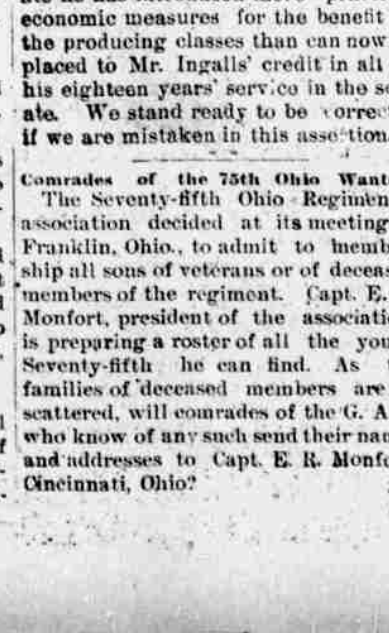 economic measures for the benefit
the producing classes than can now
placed to Mr. Ingalls' credit in all
his eighteen years' service in the se
ate. We stand ready to be correc
if we are mistaken in this assertion
Comrades of the 75th Ohio Want
The Seventy-fifth Ohio Regimen
association decided at its meeting
Franklin, Ohio., to admit to memb
ship all sons of veterans or of deceas
members of the regiment. Capt. E.
Monfort, president of the associati
is preparing a roster of all the you
Seventy-fifth he can find. As
families of deceased members are
scattered, will comrades of the G. A
who know of any such send their nam
and addresses to Capt. E. R. Monfo
Cincinnati, Ohio?